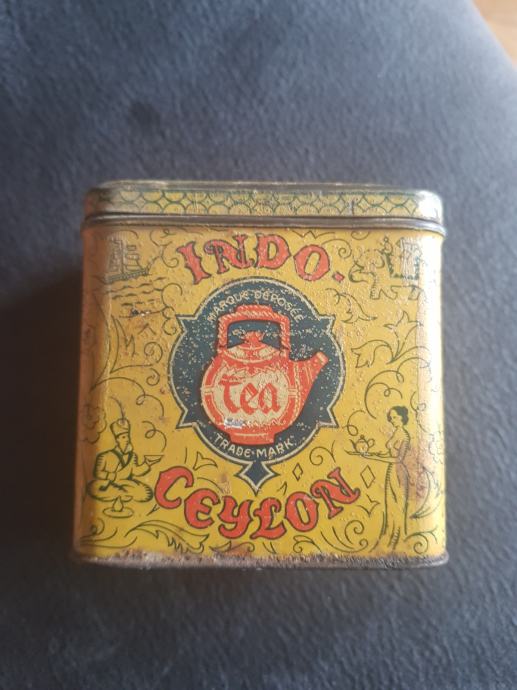 INDO-
MARQUE DÉPOSÉE
tea
TRADE-MARK
CEYLON